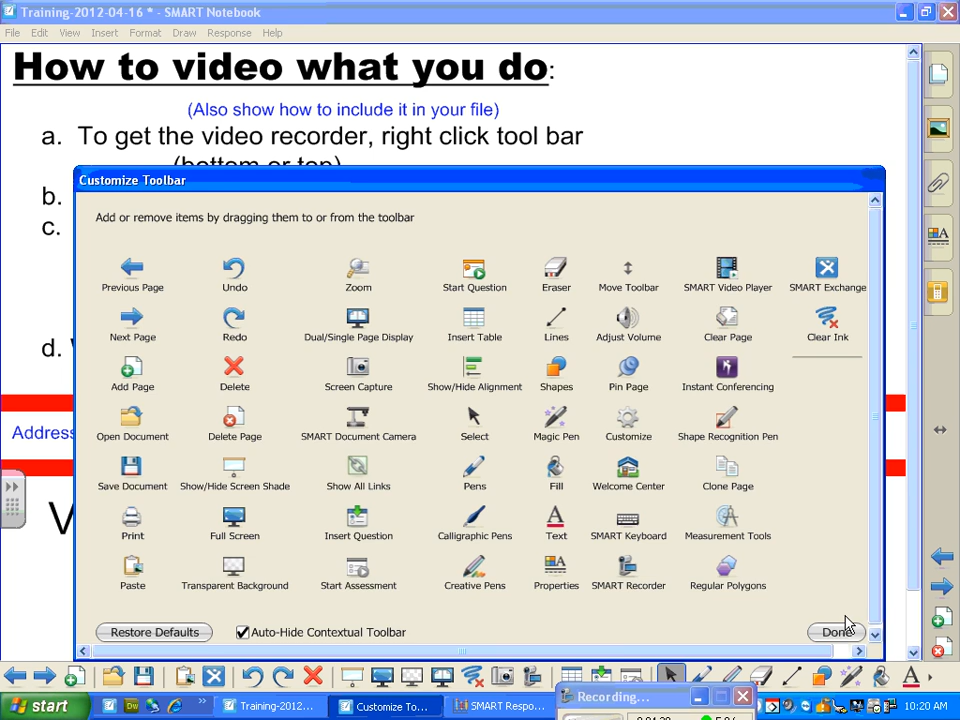 Training-2012-04-16 * - SMART Notebook
File Edit View Insert Format Draw Response Help
How to video what you do:
(Also show how to include it in your file)
a. To get the video recorder, right click tool bar
(bottom or top)
b.
c.
d.
Address
Customize Toolbar
Add or remove items by dragging them to or from the toolbar
Previous Page Undo Zoom Start Question Eraser Move Toolbar SMART Video Player SMART Exchange
Next Page Redo Dual/Single Page Display Insert Table Lines Adjust Volume Clear Page Clear Ink
Add Page Delete Screen Capture Show/Hide Alignment Shapes Pin Page Instant Conferencing
Open Document Delete Page SMART Document Camera Select Magic Pen Customize Shape Recognition Pen
Save Document Show/Hide Screen Shade Show All Links Pens Fill Welcome Center Clone Page
Print Full Screen Insert Question Calligraphic Pens Text SMART Keyboard Measurement Tools
Paste Transparent Background Start Assessment Creative Pens Properties SMART Recorder Regular Polygons
Restore Defaults Auto-Hide Contextual Toolbar Done
Recording...
start Training-2012... Customize To... SMART Respo... 10:20 AM